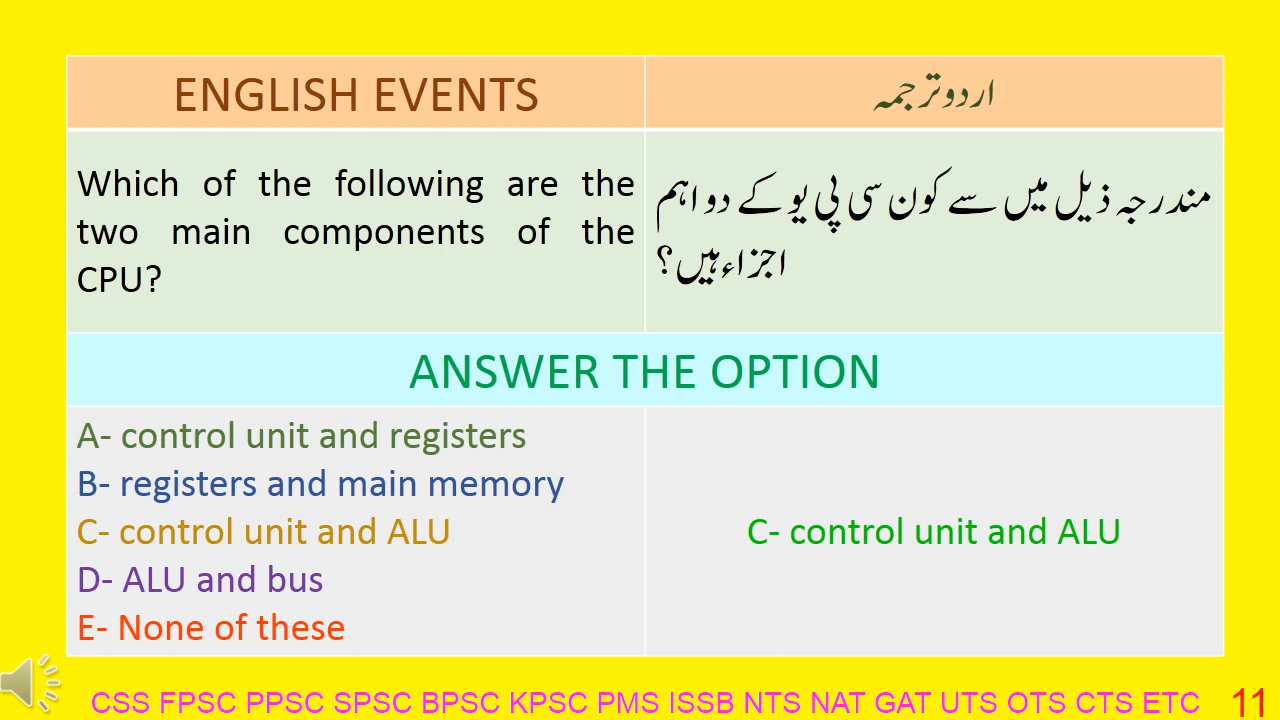 ENGLISH EVENTS
اردو ترجمہ
Which of the following are the
two main components of the
CPU?
مندرجہ ذیل میں سے کون سی پی یو کے دو اہم
اجزاء ہیں؟
ANSWER THE OPTION
A- control unit and registers
B- registers and main memory
C- control unit and ALU
D- ALU and bus
E- None of these
C- control unit and ALU
CSS FPSC PPSC SPSC BPSC KPSC PMS ISSB NTS NAT GAT UTS OTS CTS ETC
11